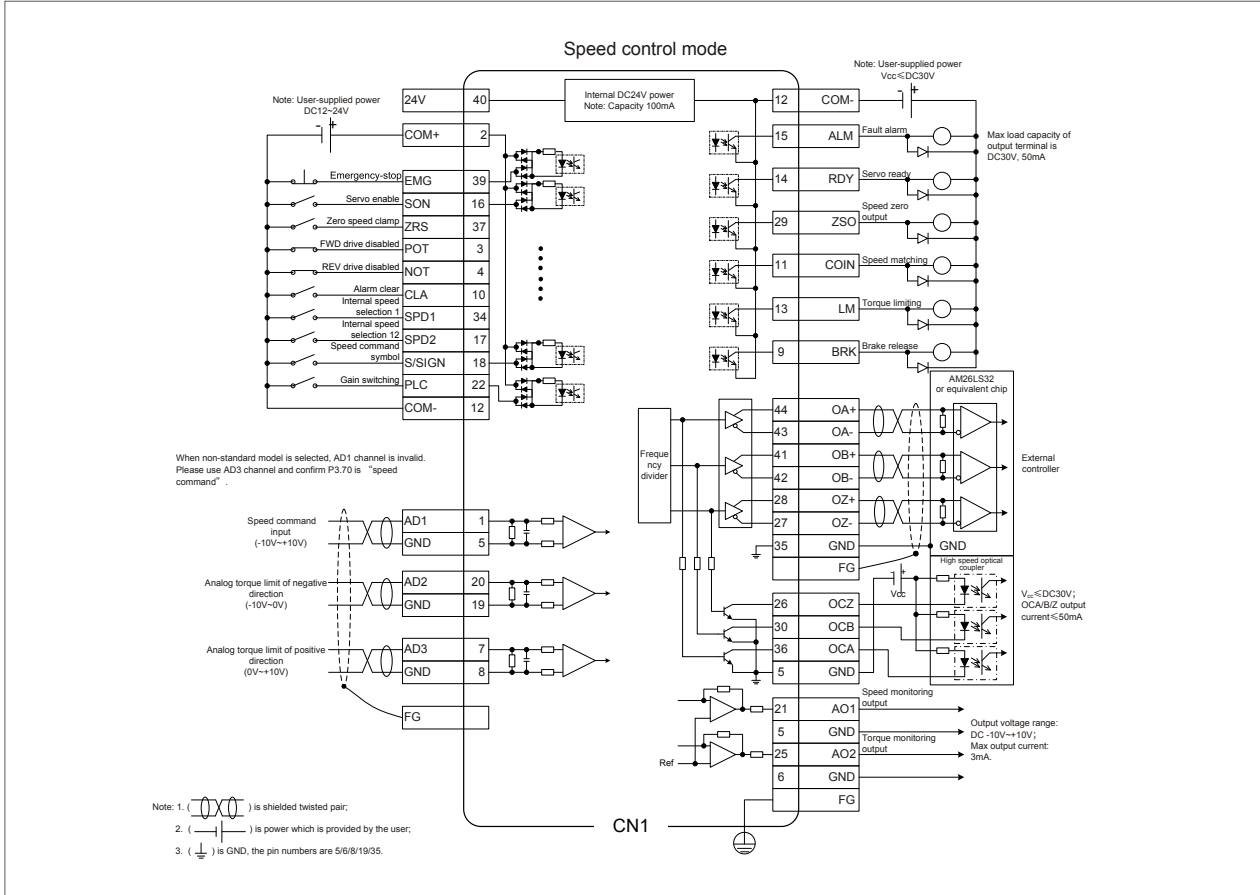 Speed control mode
Note: User-supplied power
DC12~24V
24V 40
COM+ 2
Emergency-stop EMG 39
Servo enable SON 16
Zero speed clamp ZRS 37
FWD drive disabled POT 3
REV drive disabled NOT 4
Alarm clear CLA 10
Internal speed
selection 1 SPD1 34
Internal speed
selection 12 SPD2 17
Speed command
symbol S/SIGN 18
Gain switching PLC 22
COM- 12
Internal DC24V power
Note: Capacity 100mA
Note: User-supplied power
Vcc≤DC30V
12 COM-
15 ALM Fault alarm
14 RDY Servo ready
29 ZSO Speed zero
output
11 COIN Speed matching
13 LM Torque limiting
9 BRK Brake release
Max load capacity of
output terminal is
DC30V, 50mA
When non-standard model is selected, AD1 channel is invalid.
Please use AD3 channel and confirm P3.70 is “speed
command”.
Speed command
input
(-10V~+10V)
AD1 1
GND 5
Analog torque limit of negative
direction
(-10V~0V)
AD2 20
GND 19
Analog torque limit of positive
direction
(0V~+10V)
AD3 7
GND 8
FG
Freque
ncy
divider
44 OA+
43 OA-
41 OB+
42 OB-
28 OZ+
27 OZ-
35 GND
FG
AM26LS32
or equivalent chip
External
controller
GND
High speed optical
coupler
Vcc
26 OCZ
30 OCB
36 OCA
5 GND
Vcc≤DC30V;
OCA/B/Z output
current≤50mA
21 AO1 Speed monitoring
output
5 GND
25 AO2 Torque monitoring
output
6 GND
FG
Ref
Output voltage range:
DC -10V~+10V;
Max output current:
3mA.
CN1
Note: 1. ( ) is shielded twisted pair;
2. ( ) is power which is provided by the user;
3. ( ) is GND, the pin numbers are 5/6/8/19/35.